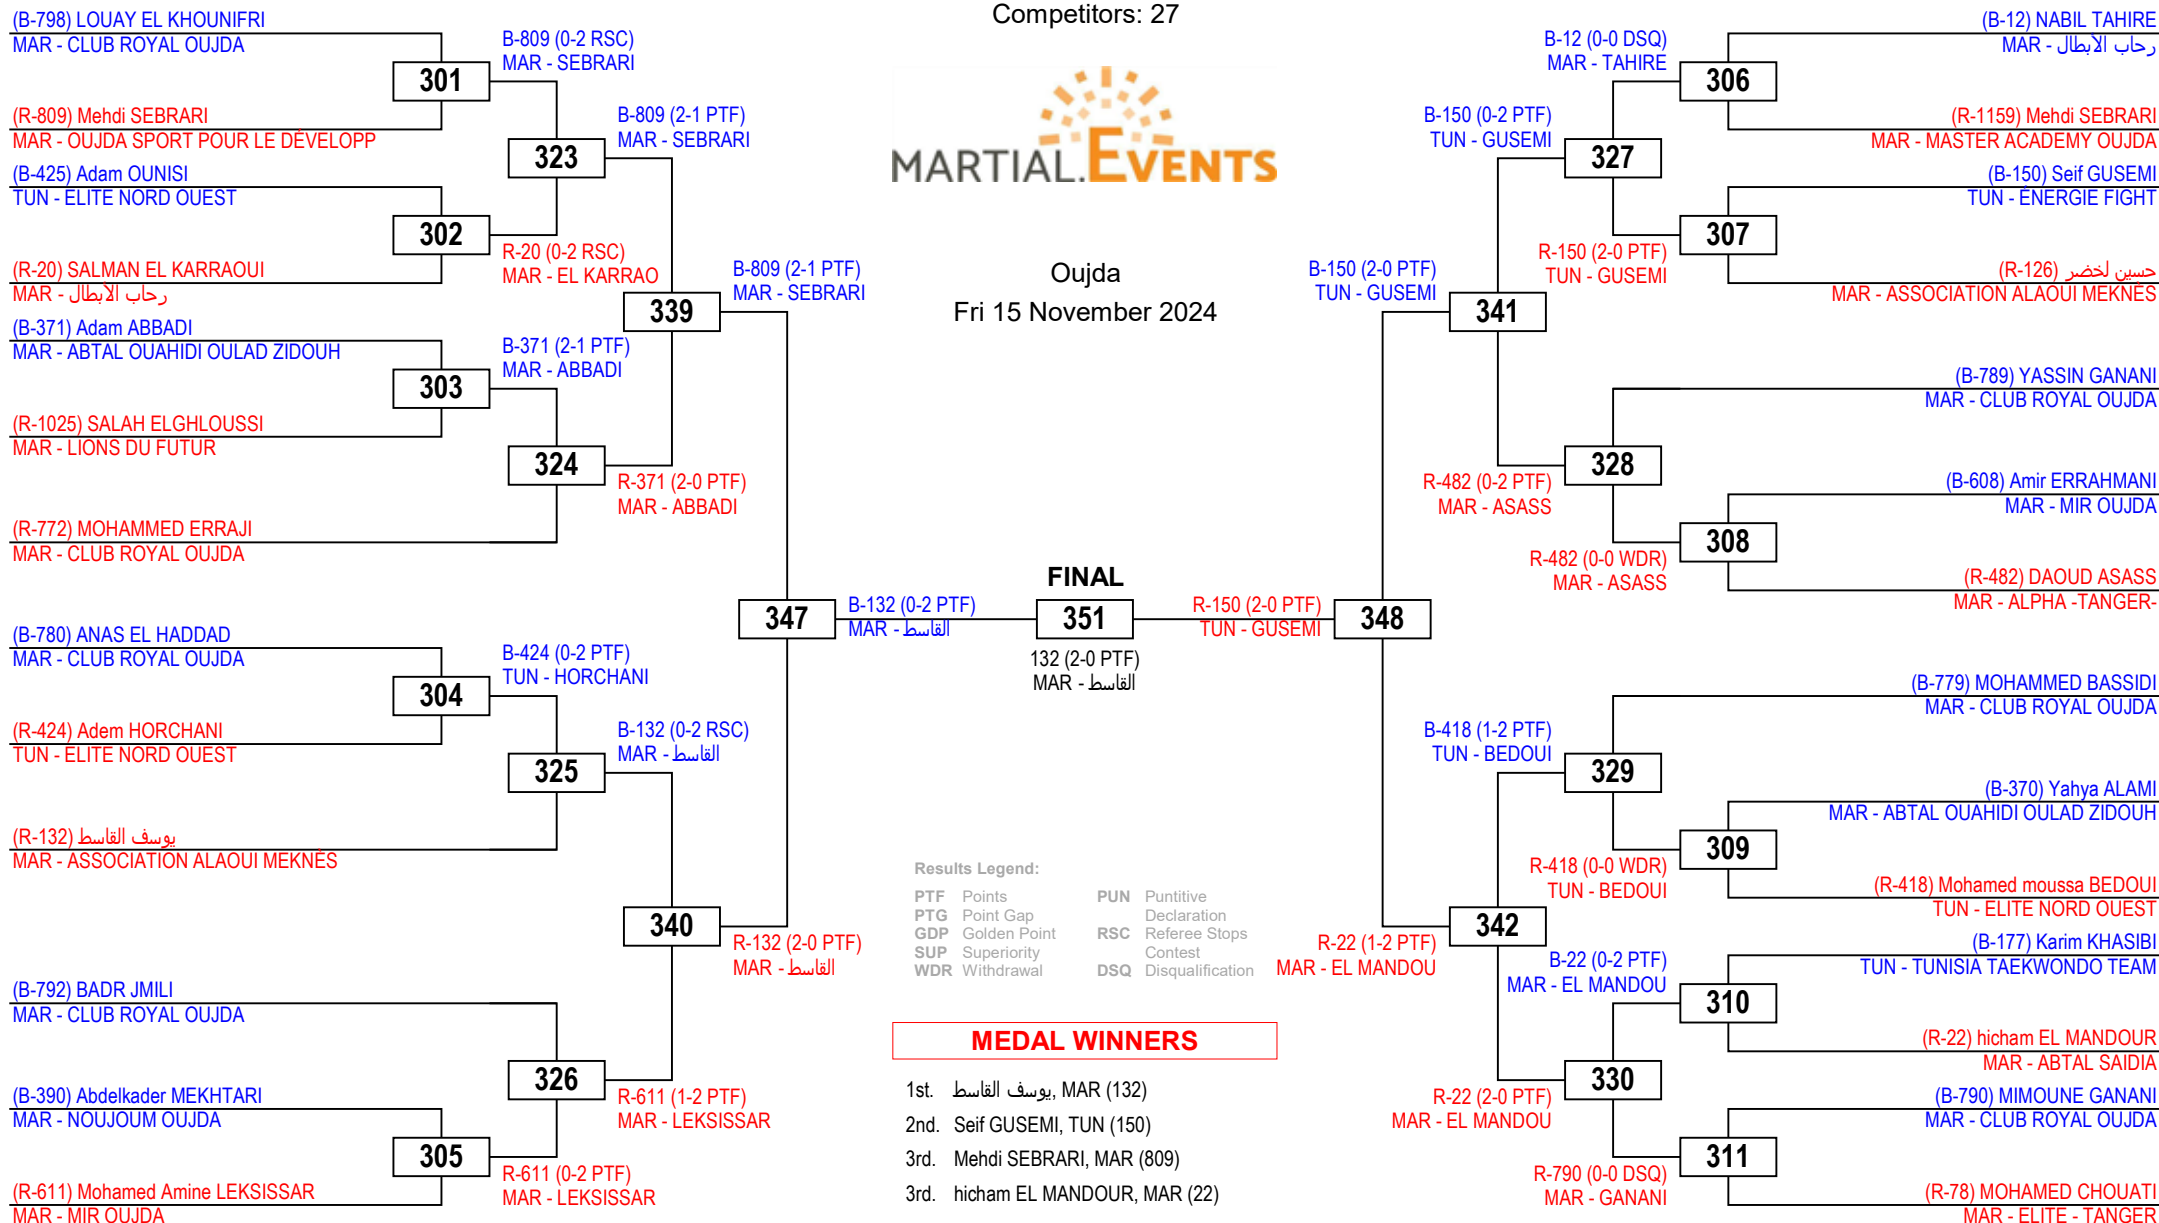 Competitors: 27
MARTIAL.EVENTS
Oujda
Fri 15 November 2024
(B-798) LOUAY EL KHOUNIFRI
MAR - CLUB ROYAL OUJDA
301
(R-809) Mehdi SEBRARI
MAR - OUJDA SPORT POUR LE DÉVELOPP
B-809 (0-2 RSC)
MAR - SEBRARI
323
(B-425) Adam OUNISI
TUN - ELITE NORD OUEST
302
(R-20) SALMAN EL KARRAOUI
MAR - رحاب الأبطال
R-20 (0-2 RSC)
MAR - EL KARRAO
B-809 (2-1 PTF)
MAR - SEBRARI
339
(B-371) Adam ABBADI
MAR - ABTAL OUAHIDI OULAD ZIDOUH
303
(R-1025) SALAH ELGHLOUSSI
MAR - LIONS DU FUTUR
B-371 (2-1 PTF)
MAR - ABBADI
324
(R-772) MOHAMMED ERRAJI
MAR - CLUB ROYAL OUJDA
R-371 (2-0 PTF)
MAR - ABBADI
B-809 (2-1 PTF)
MAR - SEBRARI
347
(B-780) ANAS EL HADDAD
MAR - CLUB ROYAL OUJDA
304
(R-424) Adem HORCHANI
TUN - ELITE NORD OUEST
B-424 (0-2 PTF)
TUN - HORCHANI
325
(R-132) يوسف القاسط
MAR - ASSOCIATION ALAOUI MEKNÈS
B-132 (0-2 RSC)
MAR - القاسط
340
(B-792) BADR JMILI
MAR - CLUB ROYAL OUJDA
326
(B-390) Abdelkader MEKHTARI
MAR - NOUJOUM OUJDA
305
(R-611) Mohamed Amine LEKSISSAR
MAR - MIR OUJDA
R-611 (0-2 PTF)
MAR - LEKSISSAR
R-611 (1-2 PTF)
MAR - LEKSISSAR
R-132 (2-0 PTF)
MAR - القاسط
B-132 (0-2 PTF)
MAR - القاسط
FINAL
351
132 (2-0 PTF)
MAR - القاسط
R-150 (2-0 PTF)
TUN - GUSEMI
348
(B-12) NABIL TAHIRE
MAR - رحاب الأبطال
306
(R-1159) Mehdi SEBRARI
MAR - MASTER ACADEMY OUJDA
B-12 (0-0 DSQ)
MAR - TAHIRE
327
(B-150) Seif GUSEMI
TUN - ÉNERGIE FIGHT
307
(R-126) حسين لخضر
MAR - ASSOCIATION ALAOUI MEKNÈS
R-150 (2-0 PTF)
TUN - GUSEMI
B-150 (0-2 PTF)
TUN - GUSEMI
341
(B-789) YASSIN GANANI
MAR - CLUB ROYAL OUJDA
328
(B-608) Amir ERRAHMANI
MAR - MIR OUJDA
308
(R-482) DAOUD ASASS
MAR - ALPHA -TANGER-
R-482 (0-0 WDR)
MAR - ASASS
R-482 (0-2 PTF)
MAR - ASASS
B-150 (2-0 PTF)
TUN - GUSEMI
(B-779) MOHAMMED BASSIDI
MAR - CLUB ROYAL OUJDA
329
(B-370) Yahya ALAMI
MAR - ABTAL OUAHIDI OULAD ZIDOUH
309
(R-418) Mohamed moussa BEDOUI
TUN - ELITE NORD OUEST
R-418 (0-0 WDR)
TUN - BEDOUI
B-418 (1-2 PTF)
TUN - BEDOUI
342
(B-177) Karim KHASIBI
TUN - TUNISIA TAEKWONDO TEAM
310
(R-22) hicham EL MANDOUR
MAR - ABTAL SAIDIA
B-22 (0-2 PTF)
MAR - EL MANDOU
330
(B-790) MIMOUNE GANANI
MAR - CLUB ROYAL OUJDA
311
(R-78) MOHAMED CHOUATI
MAR - ELITE - TANGER
R-790 (0-0 DSQ)
MAR - GANANI
R-22 (2-0 PTF)
MAR - EL MANDOU
R-22 (1-2 PTF)
MAR - EL MANDOU
Results Legend:
PTF Points
PTG Point Gap
GDP Golden Point
SUP Superiority
WDR Withdrawal
PUN Puntitive
Declaration
RSC Referee Stops
Contest
DSQ Disqualification
MEDAL WINNERS
1st. يوسف القاسط, MAR (132)
2nd. Seif GUSEMI, TUN (150)
3rd. Mehdi SEBRARI, MAR (809)
3rd. hicham EL MANDOUR, MAR (22)